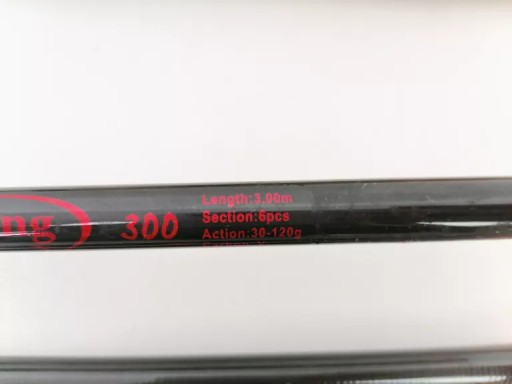 ng 300
Length:3.00m
Section:6pcs
Action:30-120g